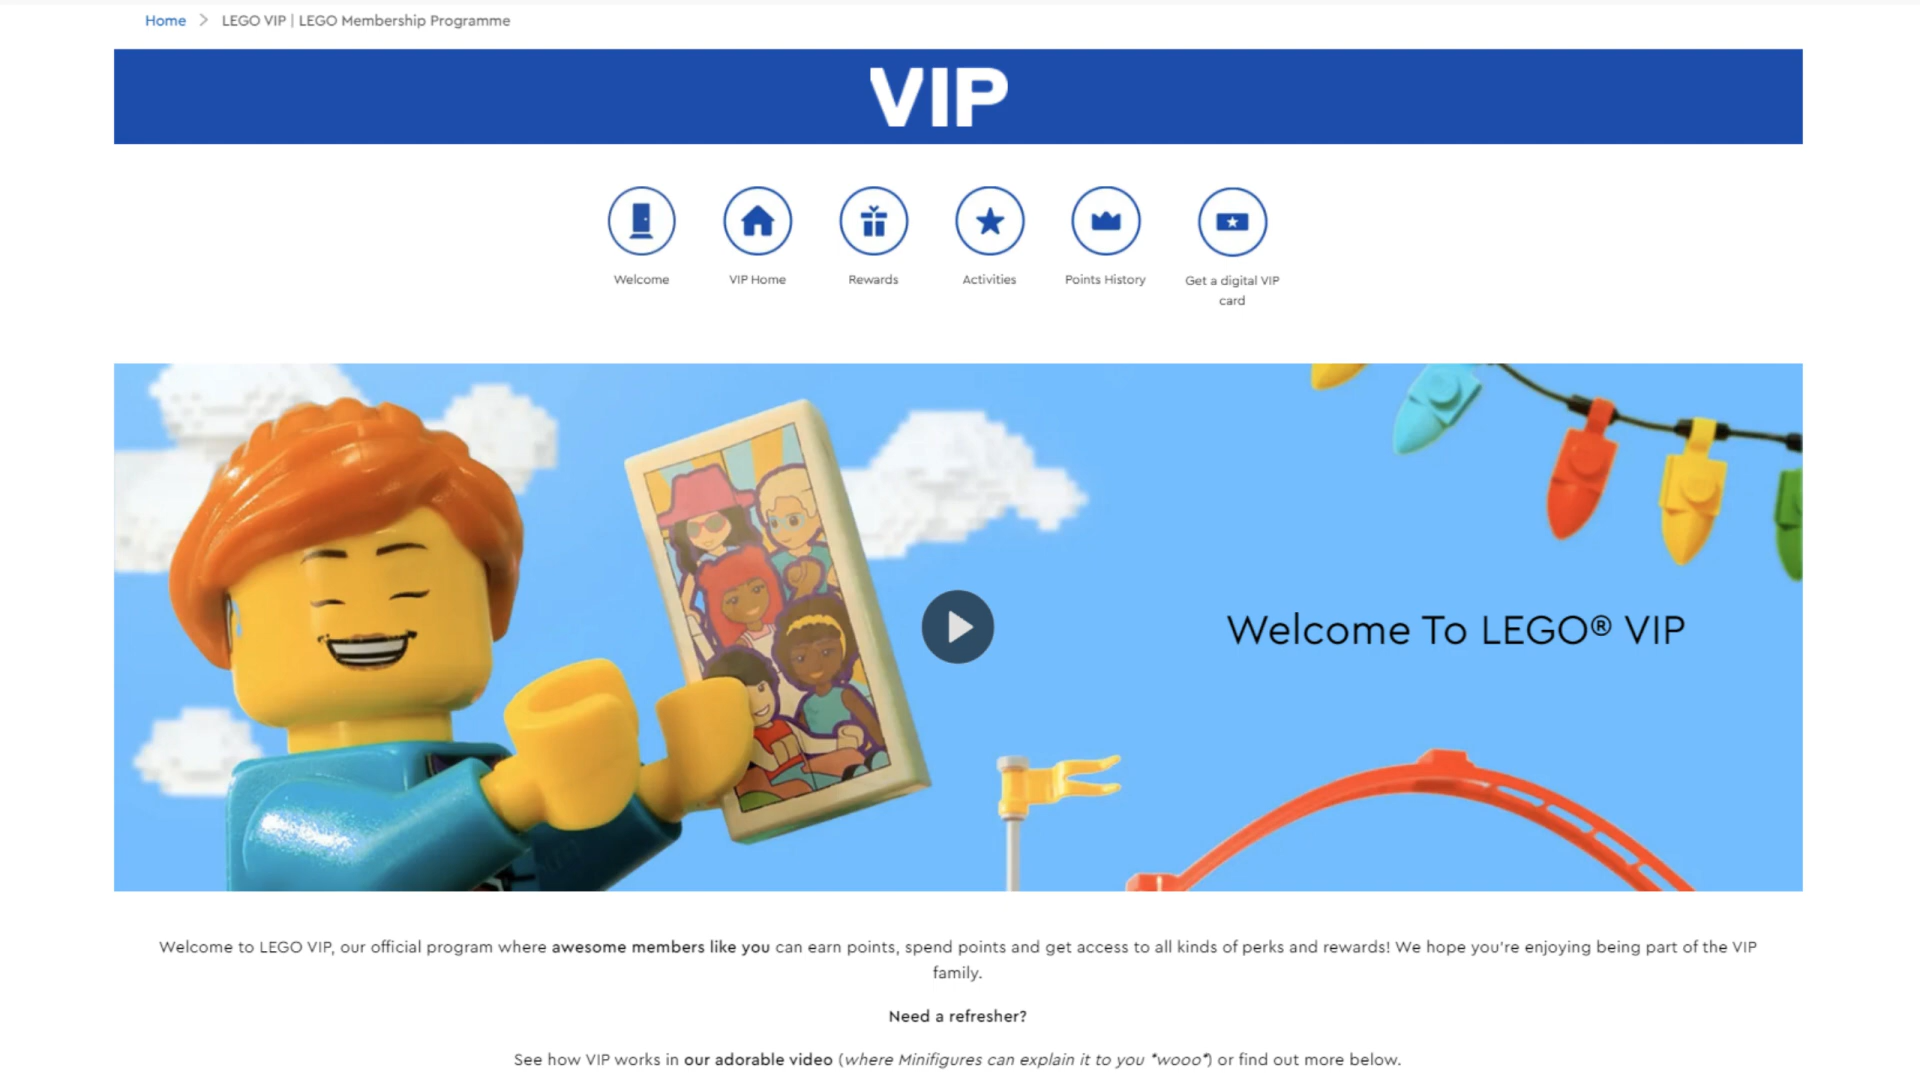 Home > LEGO VIP | LEGO Membership Programme
VIP
Welcome
VIP Home
Rewards
Activities
Points History
Get a digital VIP
card
Welcome To LEGO® VIP
Welcome to LEGO VIP, our official program where awesome members like you can earn points, spend points and get access to all kinds of perks and rewards! We hope you're enjoying being part of the VIP
family.
Need a refresher?
See how VIP works in our adorable video (where Minifigures can explain it to you *wooo*) or find out more below.